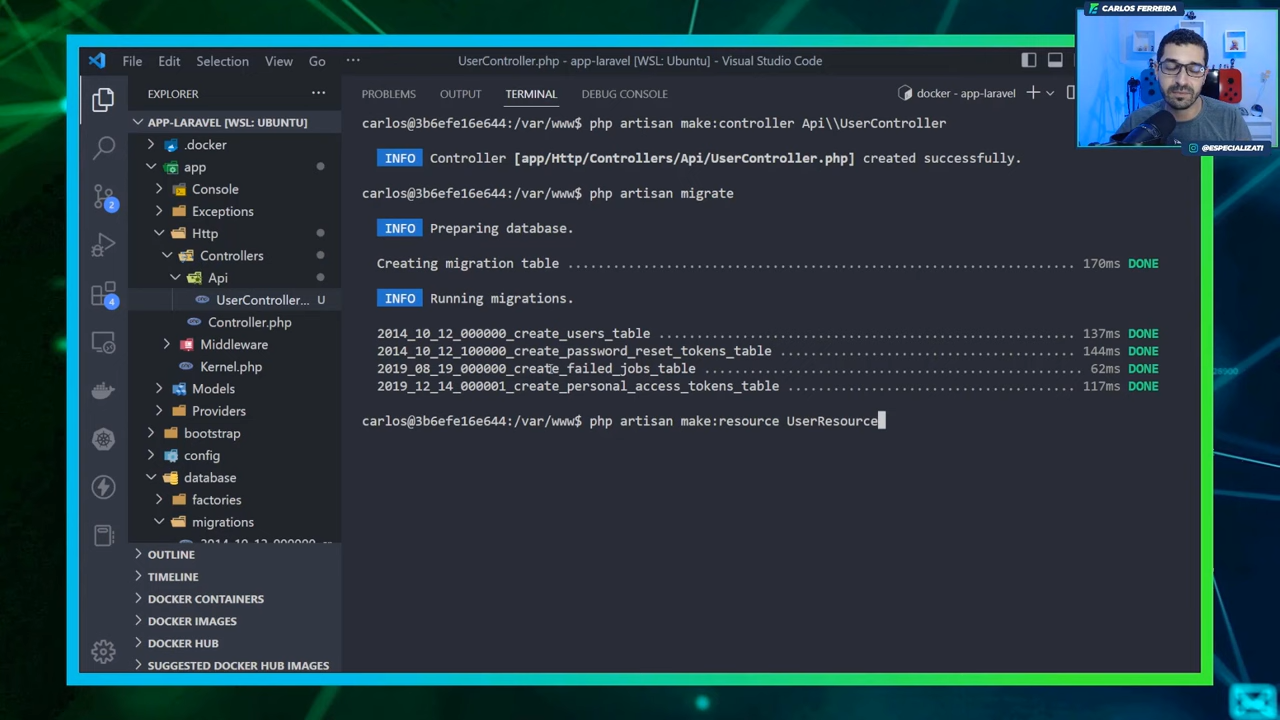 CARLOS FERREIRA
@ESPECIALIZATI
File Edit Selection View Go ··· UserController.php - app-laravel [WSL: Ubuntu] - Visual Studio Code
EXPLORER ···
APP-LARAVEL [WSL: UBUNTU]
.docker
app
Console
Exceptions
Http
Controllers
Api
UserController... U
Controller.php
Middleware
Kernel.php
Models
Providers
bootstrap
config
database
factories
migrations
OUTLINE
TIMELINE
DOCKER CONTAINERS
DOCKER IMAGES
DOCKER HUB
SUGGESTED DOCKER HUB IMAGES
2
4
PROBLEMS OUTPUT TERMINAL DEBUG CONSOLE docker - app-laravel
carlos@3b6efe16e644:/var/www$ php artisan make:controller Api\\UserController
INFO Controller [app/Http/Controllers/Api/UserController.php] created successfully.
carlos@3b6efe16e644:/var/www$ php artisan migrate
INFO Preparing database.
Creating migration table .................................................................. 170ms DONE
INFO Running migrations.
2014_10_12_000000_create_users_table ...................................................... 137ms DONE
2014_10_12_100000_create_password_reset_tokens_table ...................................... 144ms DONE
2019_08_19_000000_create_failed_jobs_table ................................................. 62ms DONE
2019_12_14_000001_create_personal_access_tokens_table ..................................... 117ms DONE
carlos@3b6efe16e644:/var/www$ php artisan make:resource UserResource